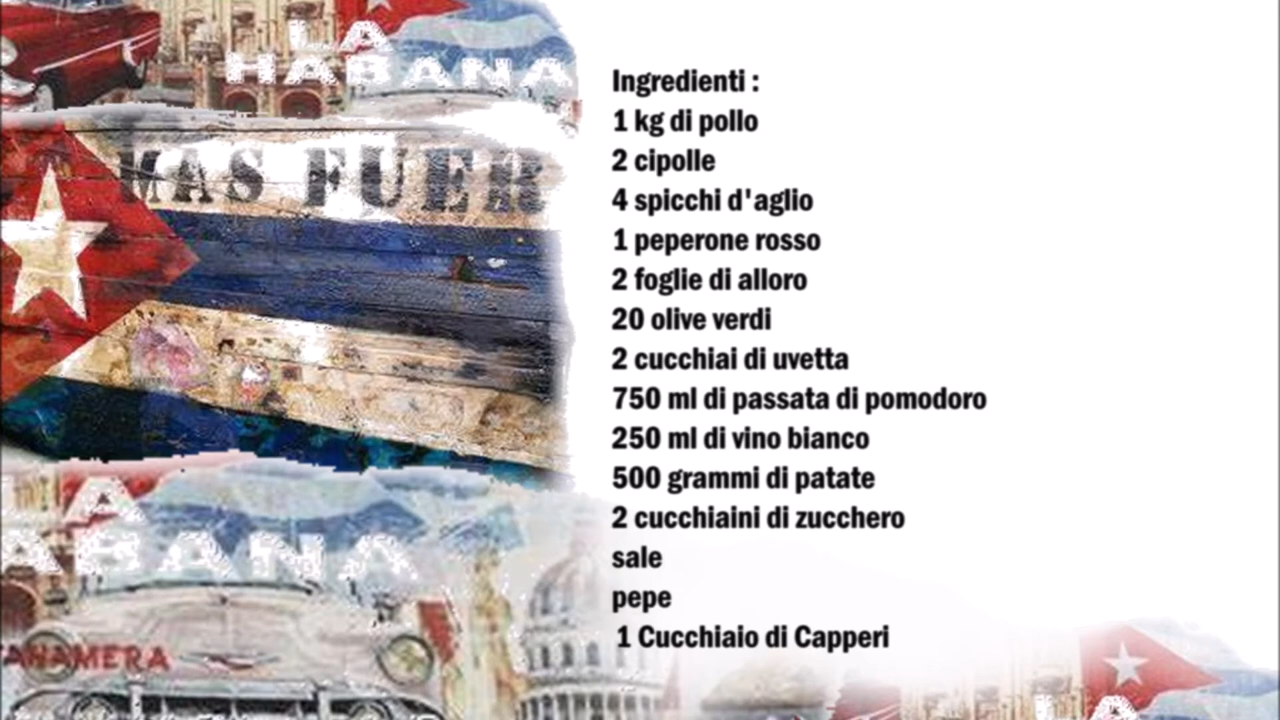 LA
HABANA
MAS FUER
LA
ABANA
ANAMERA
Ingredienti :
1 kg di pollo
2 cipolle
4 spicchi d'aglio
1 peperone rosso
2 foglie di alloro
20 olive verdi
2 cucchiai di uvetta
750 ml di passata di pomodoro
250 ml di vino bianco
500 grammi di patate
2 cucchiaini di zucchero
sale
pepe
1 Cucchiaio di Capperi
LA